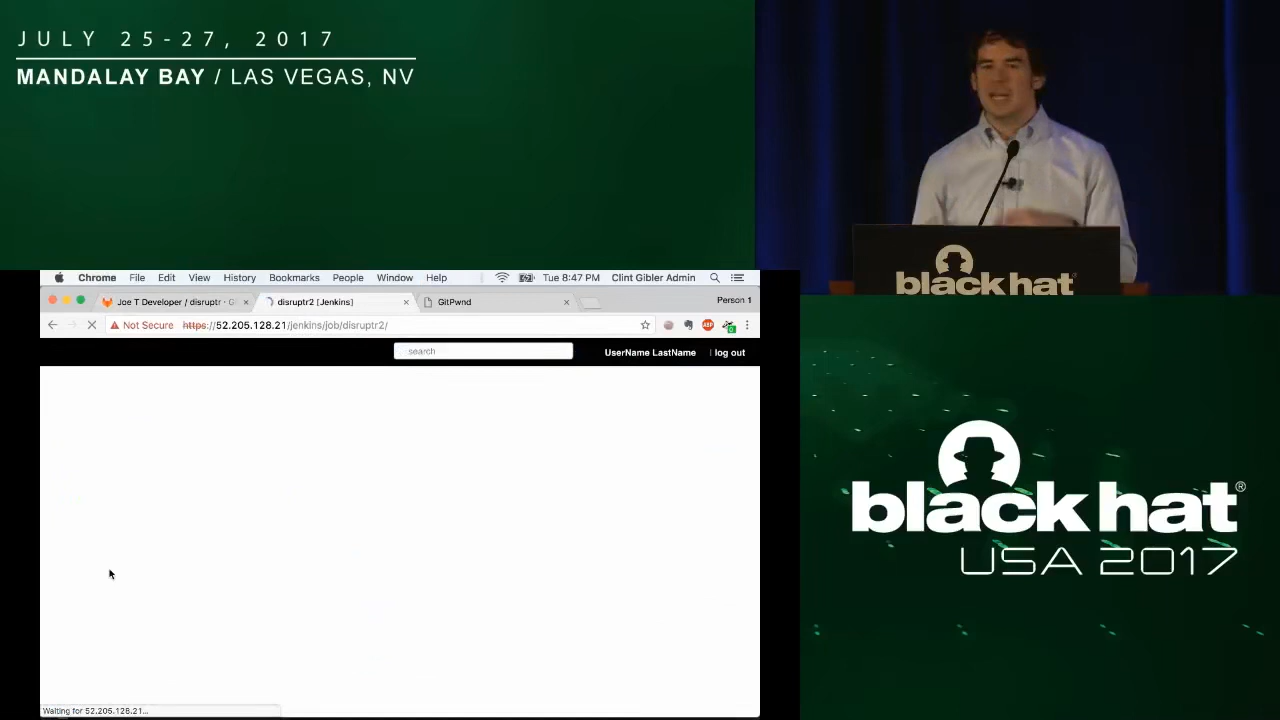 JULY 25-27, 2017
MANDALAY BAY / LAS VEGAS, NV
black hat®
Chrome File Edit View History Bookmarks People Window Help Tue 8:47 PM Clint Gibler Admin
Joe T Developer / disruptr · G
disruptr2 [Jenkins]
GitPwnd
Person 1
Not Secure https://52.205.128.21/jenkins/job/disruptr2/
ABP
0
search
UserName LastName | log out
Waiting for 52.205.128.21...
black hat®
USA 2017